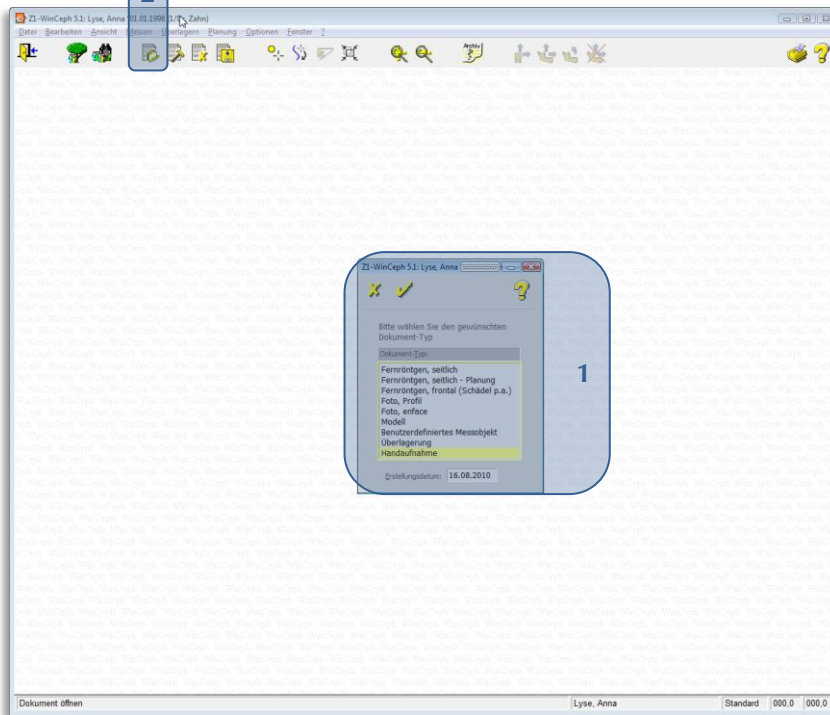 Z1-WinCeph 5.1: Lyse, Anna (01.01.1998
Datei Bearbeiten Ansicht Messen Überlagern Planung Optionen Fenster ?
Archiv
Z1-WinCeph 5.1: Lyse, Anna
Bitte wählen Sie den gewünschten
Dokument-Typ
Dokument-Typ:
Fernröntgen, seitlich
Fernröntgen, seitlich - Planung
Fernröntgen, frontal (Schädel p.a.)
Foto, Profil
Foto, enface
Modell
Benutzerdefiniertes Messobjekt
Überlagerung
Handaufnahme
Erstellungsdatum: 16.08.2010
1
Dokument öffnen Lyse, Anna Standard 000,0 000,0